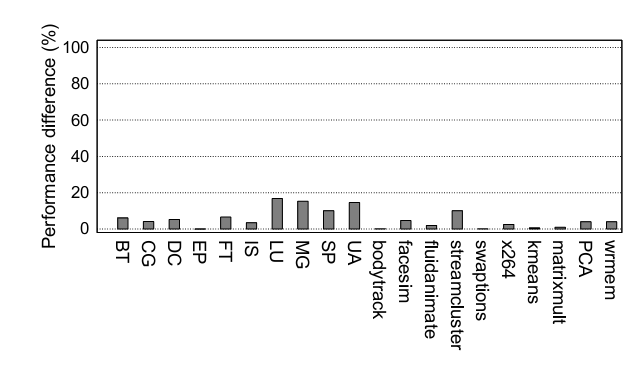 Performance difference (%)
100
80
60
40
20
0
BT
CG
DC
EP
FT
IS
LU
MG
SP
UA
bodytrack
facesim
fluidanimate
streamcluster
swaptions
x264
kmeans
matrixmult
PCA
wrmem